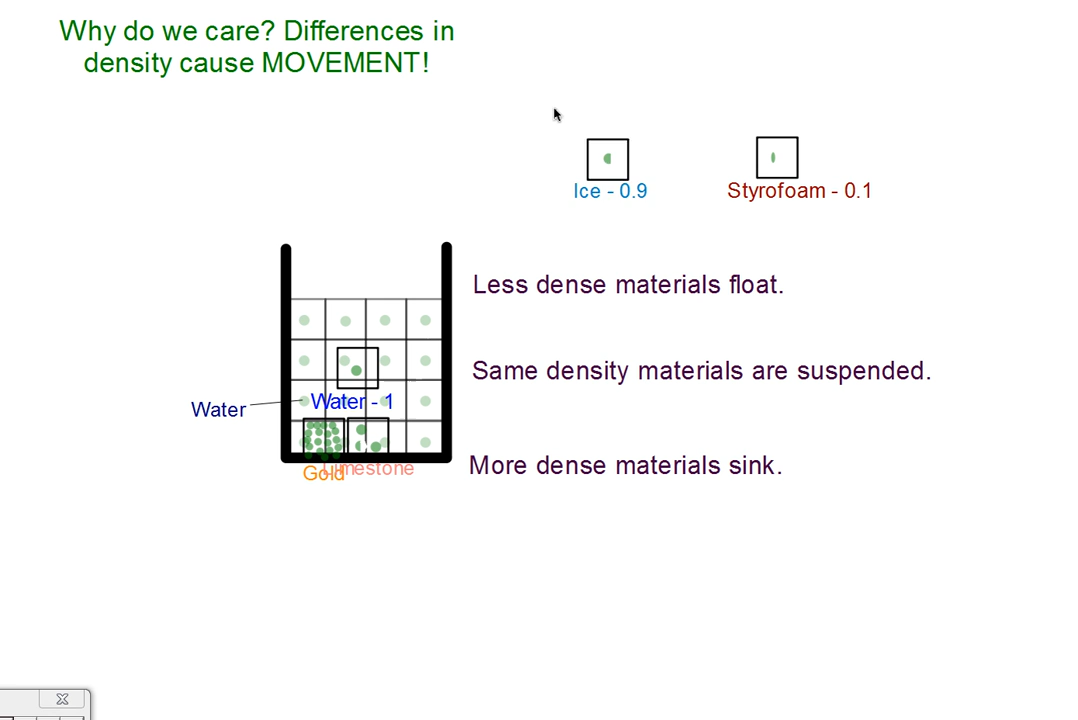 Why do we care? Differences in
density cause MOVEMENT!
Ice - 0.9
Styrofoam - 0.1
Less dense materials float.
Same density materials are suspended.
Water
Water - 1
More dense materials sink.
Gold
Limestone